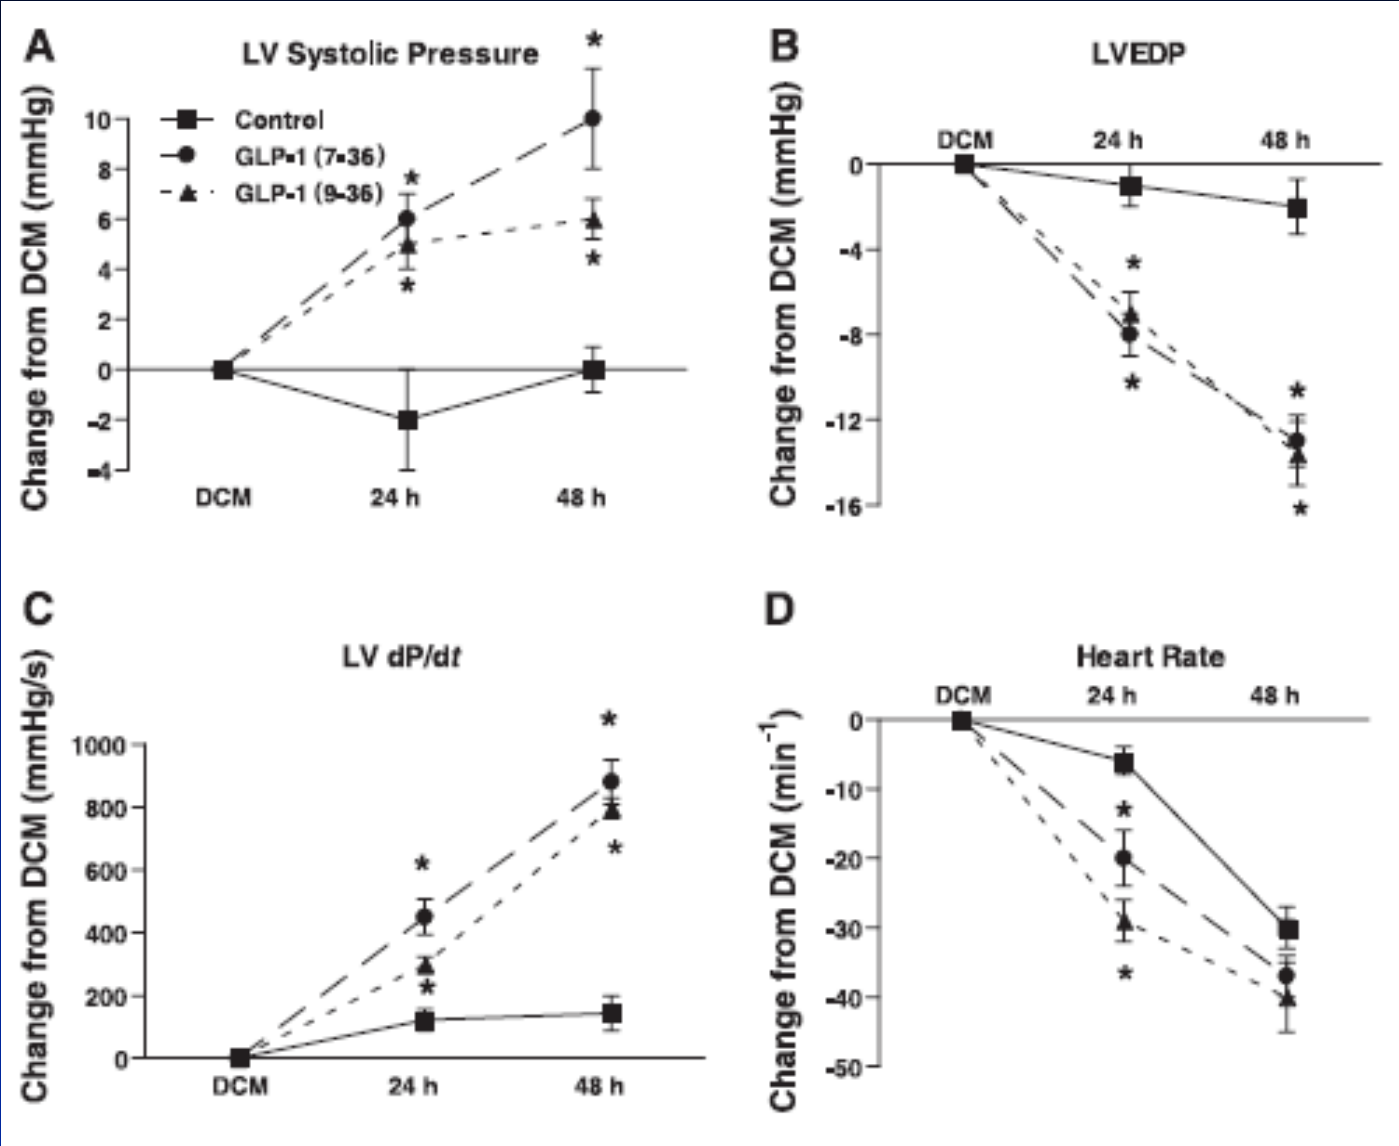 A
LV Systolic Pressure
Change from DCM (mmHg)
10
8
6
4
2
0
-2
-4
Control
GLP-1 (7-36)
GLP-1 (9-36)
*
*
*
*
DCM 24 h 48 h
B
LVEDP
Change from DCM (mmHg)
DCM 24 h 48 h
0
-4
-8
-12
-16
*
*
*
*
C
LV dP/dt
Change from DCM (mmHg/s)
1000
800
600
400
200
0
*
*
*
*
DCM 24 h 48 h
D
Heart Rate
Change from DCM (min-1)
DCM 24 h 48 h
0
-10
-20
-30
-40
-50
*
*